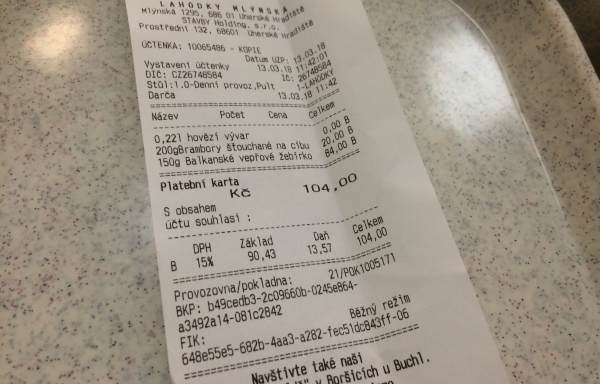 LAHŮDKY MLÝNSKÁ
Mlýnská 1295, 686 01 Uherské Hradiště
STAVBY Holding, s.r.o.
Prostřední 132, 68601 Uherské Hradiště
ÚČTENKA: 10065486 - KOPIE
Datum UZP: 13.03.18
Vystavení účtenky 13.03.18 11:42:01
DIČ: CZ26748584 IČ: 26748584
Stůl:1.0-Denní provoz,Pult 1-LAHŮDKY
Darča 13.03.18 11:42
Název Počet Cena Celkem
0,22l hovězí vývar 0,00 B
200gBrambory šťouchané na cibu 20,00 B
150g Balkánské vepřové žebírko 84,00 B
Platební karta
Kč 104,00
S obsahem
účtu souhlasí :
DPH Základ Daň Celkem
B 15% 90,43 13,57 104,00
Provozovna/pokladna: 21/POK1005171
BKP: b49cedb3-2c09660b-0245e864-
a3492a14-081c2842
FIK: Běžný režim
648e55e5-682b-4aa3-a282-fec51dc843ff-06
Navštivte také naši
v Boršicích u Buchl.